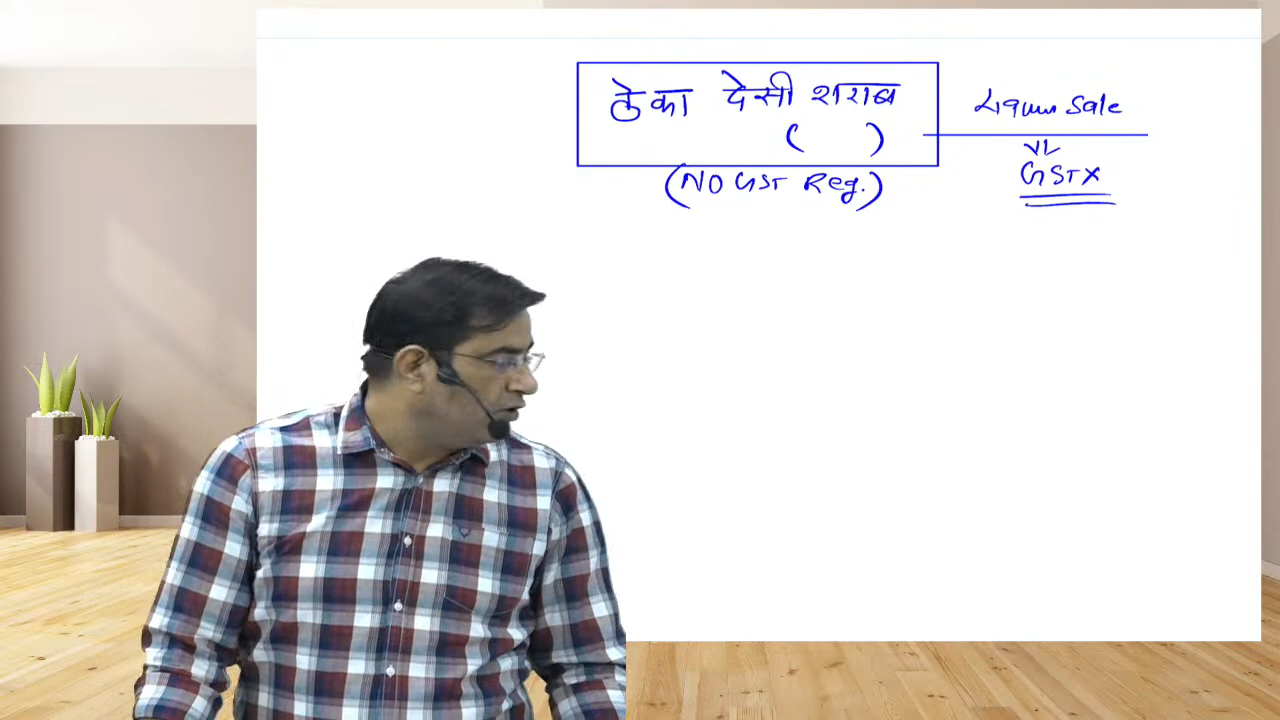 ठेका देसी शराब
( )
(NO GST Reg.)
Liquor Sale
GST X